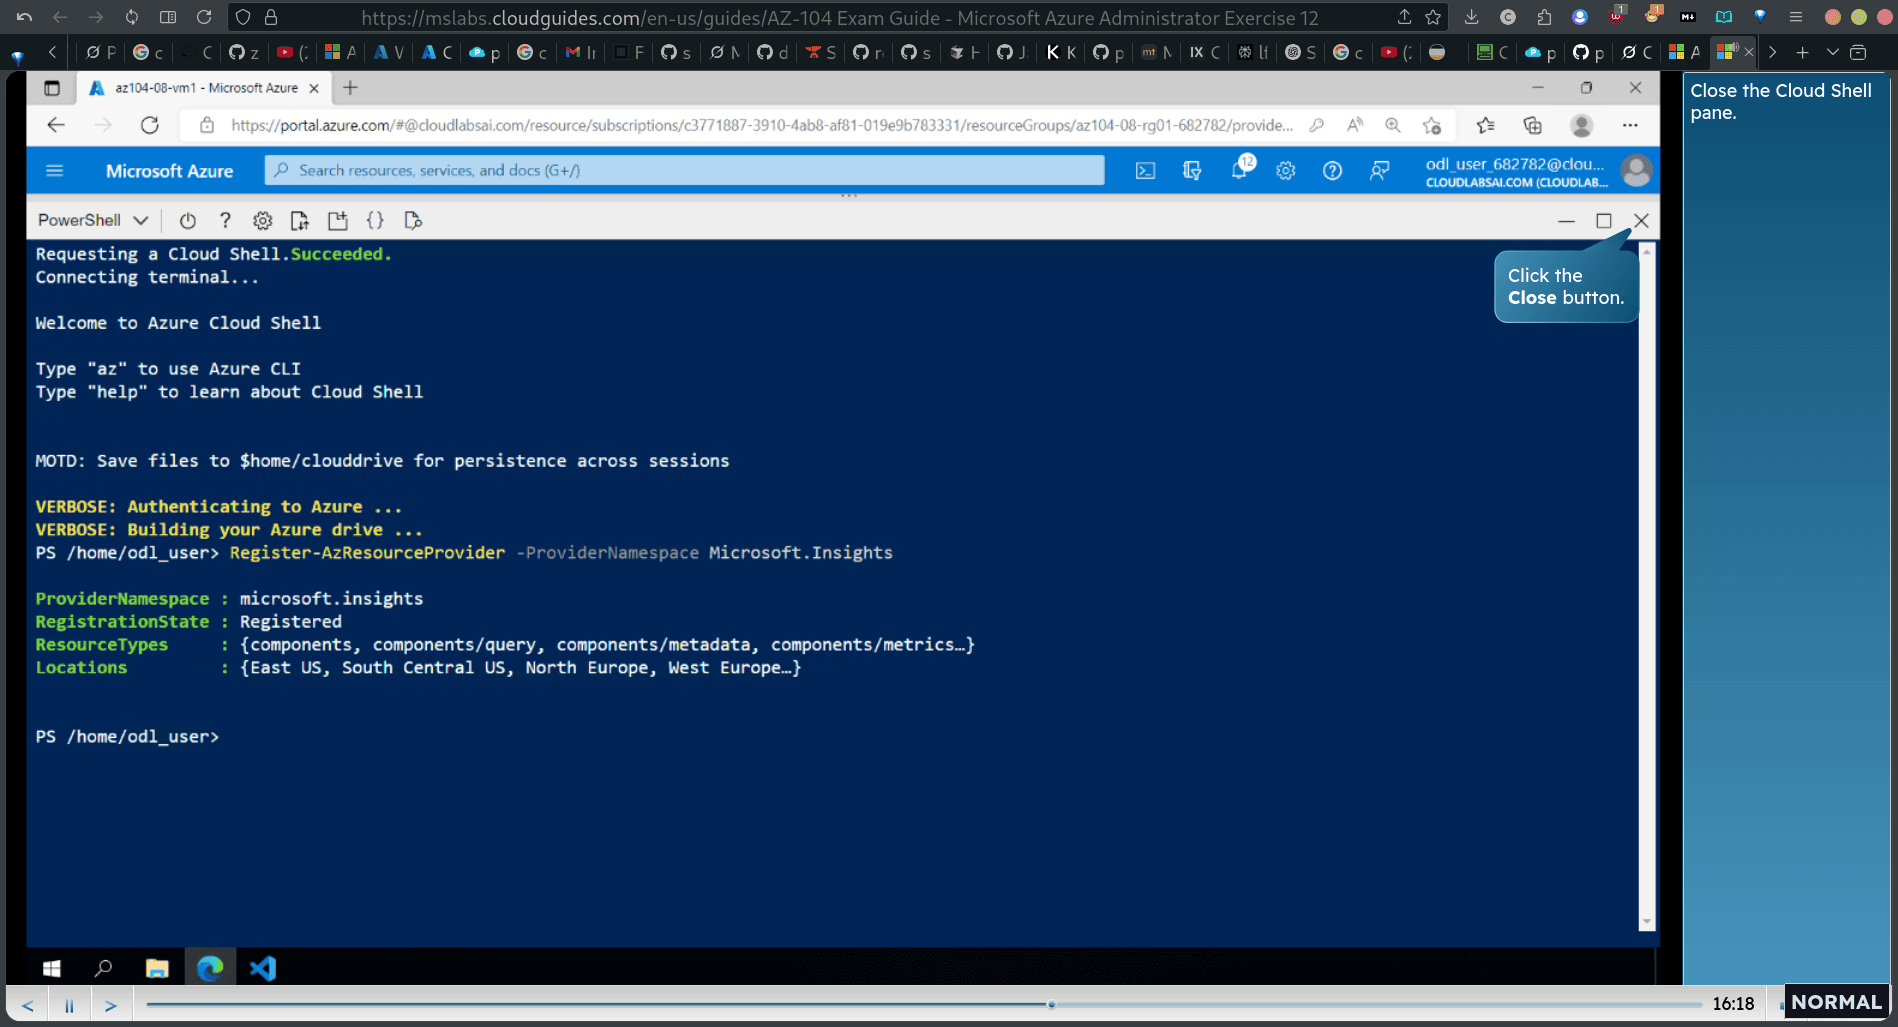 https://mslabs.cloudguides.com/en-us/guides/AZ-104 Exam Guide - Microsoft Azure Administrator Exercise 12
Close the Cloud Shell
pane.
az104-08-vm1 - Microsoft Azure
https://portal.azure.com/#@cloudlabsai.com/resource/subscriptions/c3771887-3910-4ab8-af81-019e9b783331/resourceGroups/az104-08-rg01-682782/provide...
Microsoft Azure
Search resources, services, and docs (G+/)
12
odl_user_682782@clou...
CLOUDLABSAI.COM (CLOUDLAB...
PowerShell
Requesting a Cloud Shell.Succeeded.
Connecting terminal...
Click the
Close button.
Welcome to Azure Cloud Shell
Type "az" to use Azure CLI
Type "help" to learn about Cloud Shell
MOTD: Save files to $home/clouddrive for persistence across sessions
VERBOSE: Authenticating to Azure ...
VERBOSE: Building your Azure drive ...
PS /home/odl_user> Register-AzResourceProvider -ProviderNamespace Microsoft.Insights
ProviderNamespace : microsoft.insights
RegistrationState : Registered
ResourceTypes : {components, components/query, components/metadata, components/metrics…}
Locations : {East US, South Central US, North Europe, West Europe…}
PS /home/odl_user>
16:18
NORMAL